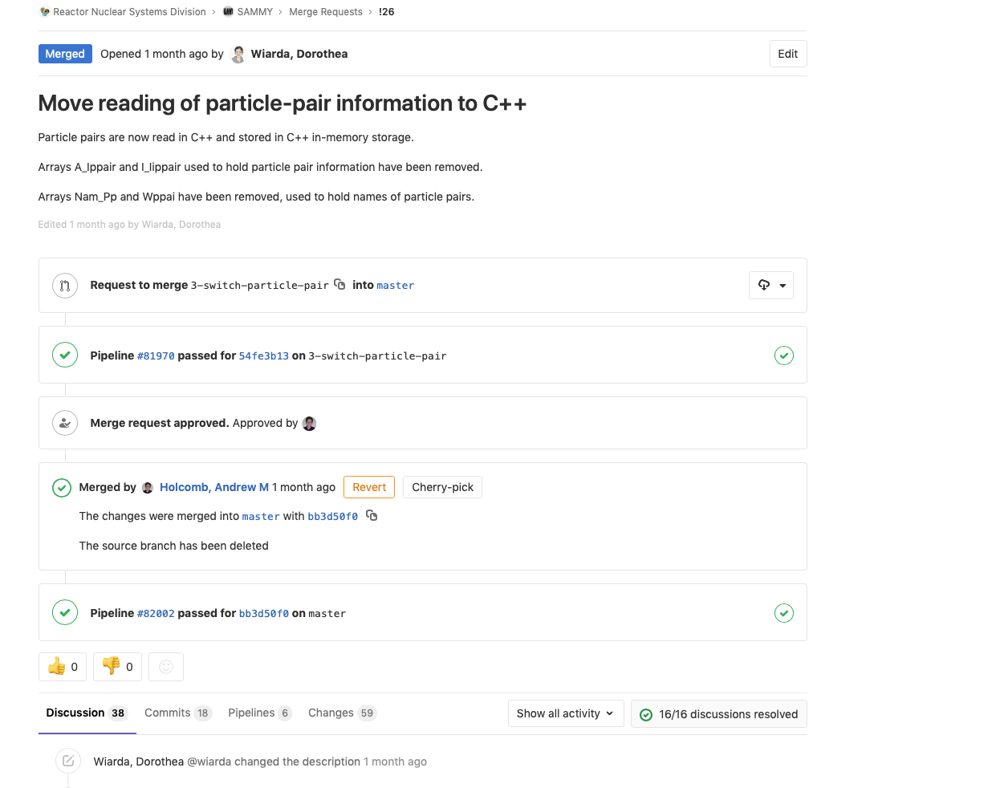 Reactor Nuclear Systems Division › SAMMY › Merge Requests › !26
Merged Opened 1 month ago by Wiarda, Dorothea Edit
Move reading of particle-pair information to C++
Particle pairs are now read in C++ and stored in C++ in-memory storage.
Arrays A_Ippair and I_Iippair used to hold particle pair information have been removed.
Arrays Nam_Pp and Wppai have been removed, used to hold names of particle pairs.
Edited 1 month ago by Wiarda, Dorothea
Request to merge 3-switch-particle-pair into master
Pipeline #81970 passed for 54fe3b13 on 3-switch-particle-pair
Merge request approved. Approved by
Merged by Holcomb, Andrew M 1 month ago Revert Cherry-pick
The changes were merged into master with bb3d50f0
The source branch has been deleted
Pipeline #82002 passed for bb3d50f0 on master
0 0
Discussion 38 Commits 18 Pipelines 6 Changes 59 Show all activity 16/16 discussions resolved
Wiarda, Dorothea @wiarda changed the description 1 month ago